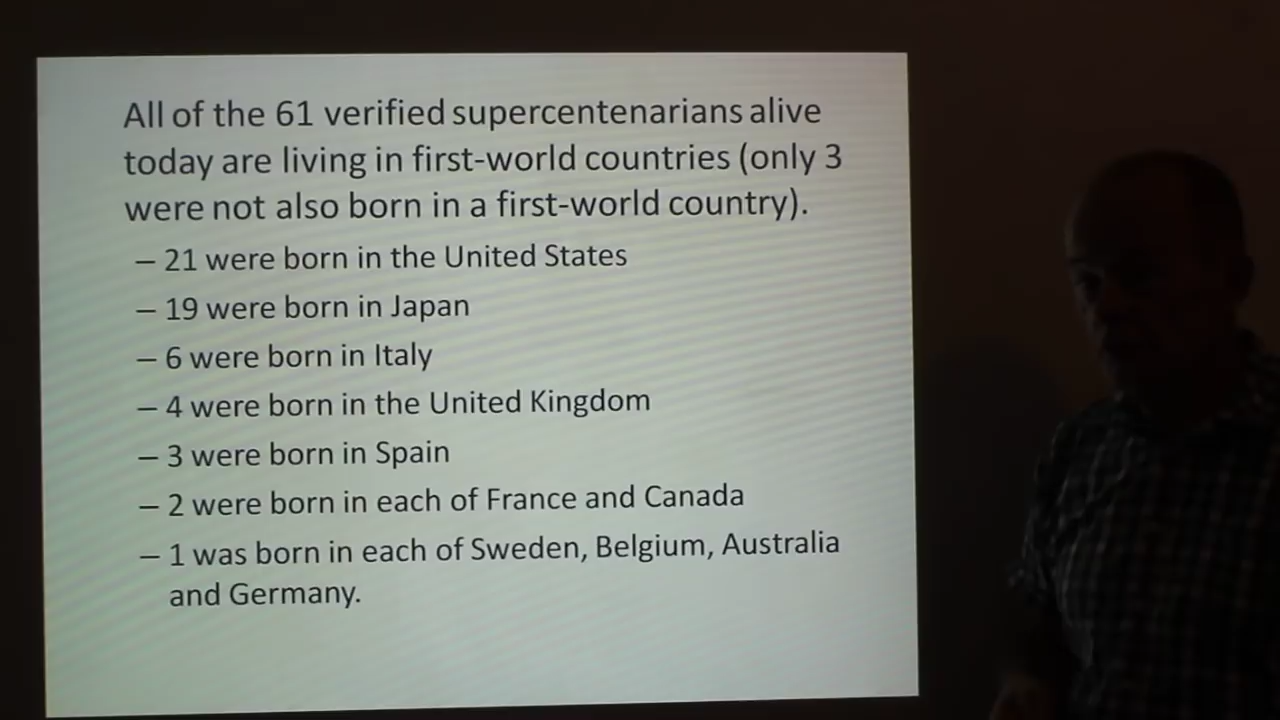 All of the 61 verified supercentenarians alive
today are living in first-world countries (only 3
were not also born in a first-world country).
– 21 were born in the United States
– 19 were born in Japan
– 6 were born in Italy
– 4 were born in the United Kingdom
– 3 were born in Spain
– 2 were born in each of France and Canada
– 1 was born in each of Sweden, Belgium, Australia
and Germany.